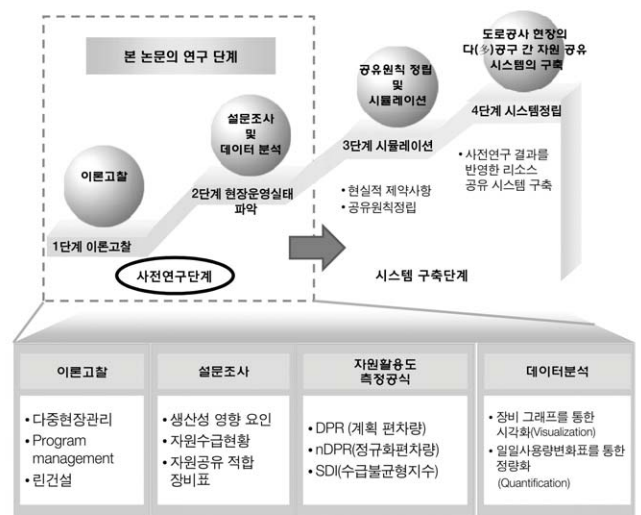 본 논문의 연구 단계
도로공사 현장의
다(多)공구 간 자원 공유
시스템의 구축
공유원칙 정립
및
시뮬레이션
4단계 시스템정립
설문조사
및
데이터 분석
3단계 시뮬레이션
• 사전연구 결과를
반영한 리소스
공유 시스템 구축
이론고찰
2단계 현장운영실태
파악
• 현실적 제약사항
• 공유원칙정립
1단계 이론고찰
사전연구단계
시스템 구축단계
이론고찰
• 다중현장관리
• Program
management
• 린건설
설문조사
• 생산성 영향 요인
• 자원수급현황
• 자원공유 적합
장비표
자원활용도
측정공식
• DPR (계획 편차량)
• nDPR(정규화편차량)
• SDI(수급불균형지수)
데이터분석
• 장비 그래프를 통한
시각화(Visualization)
• 일일사용량변화표를 통한
정량화
(Quantification)